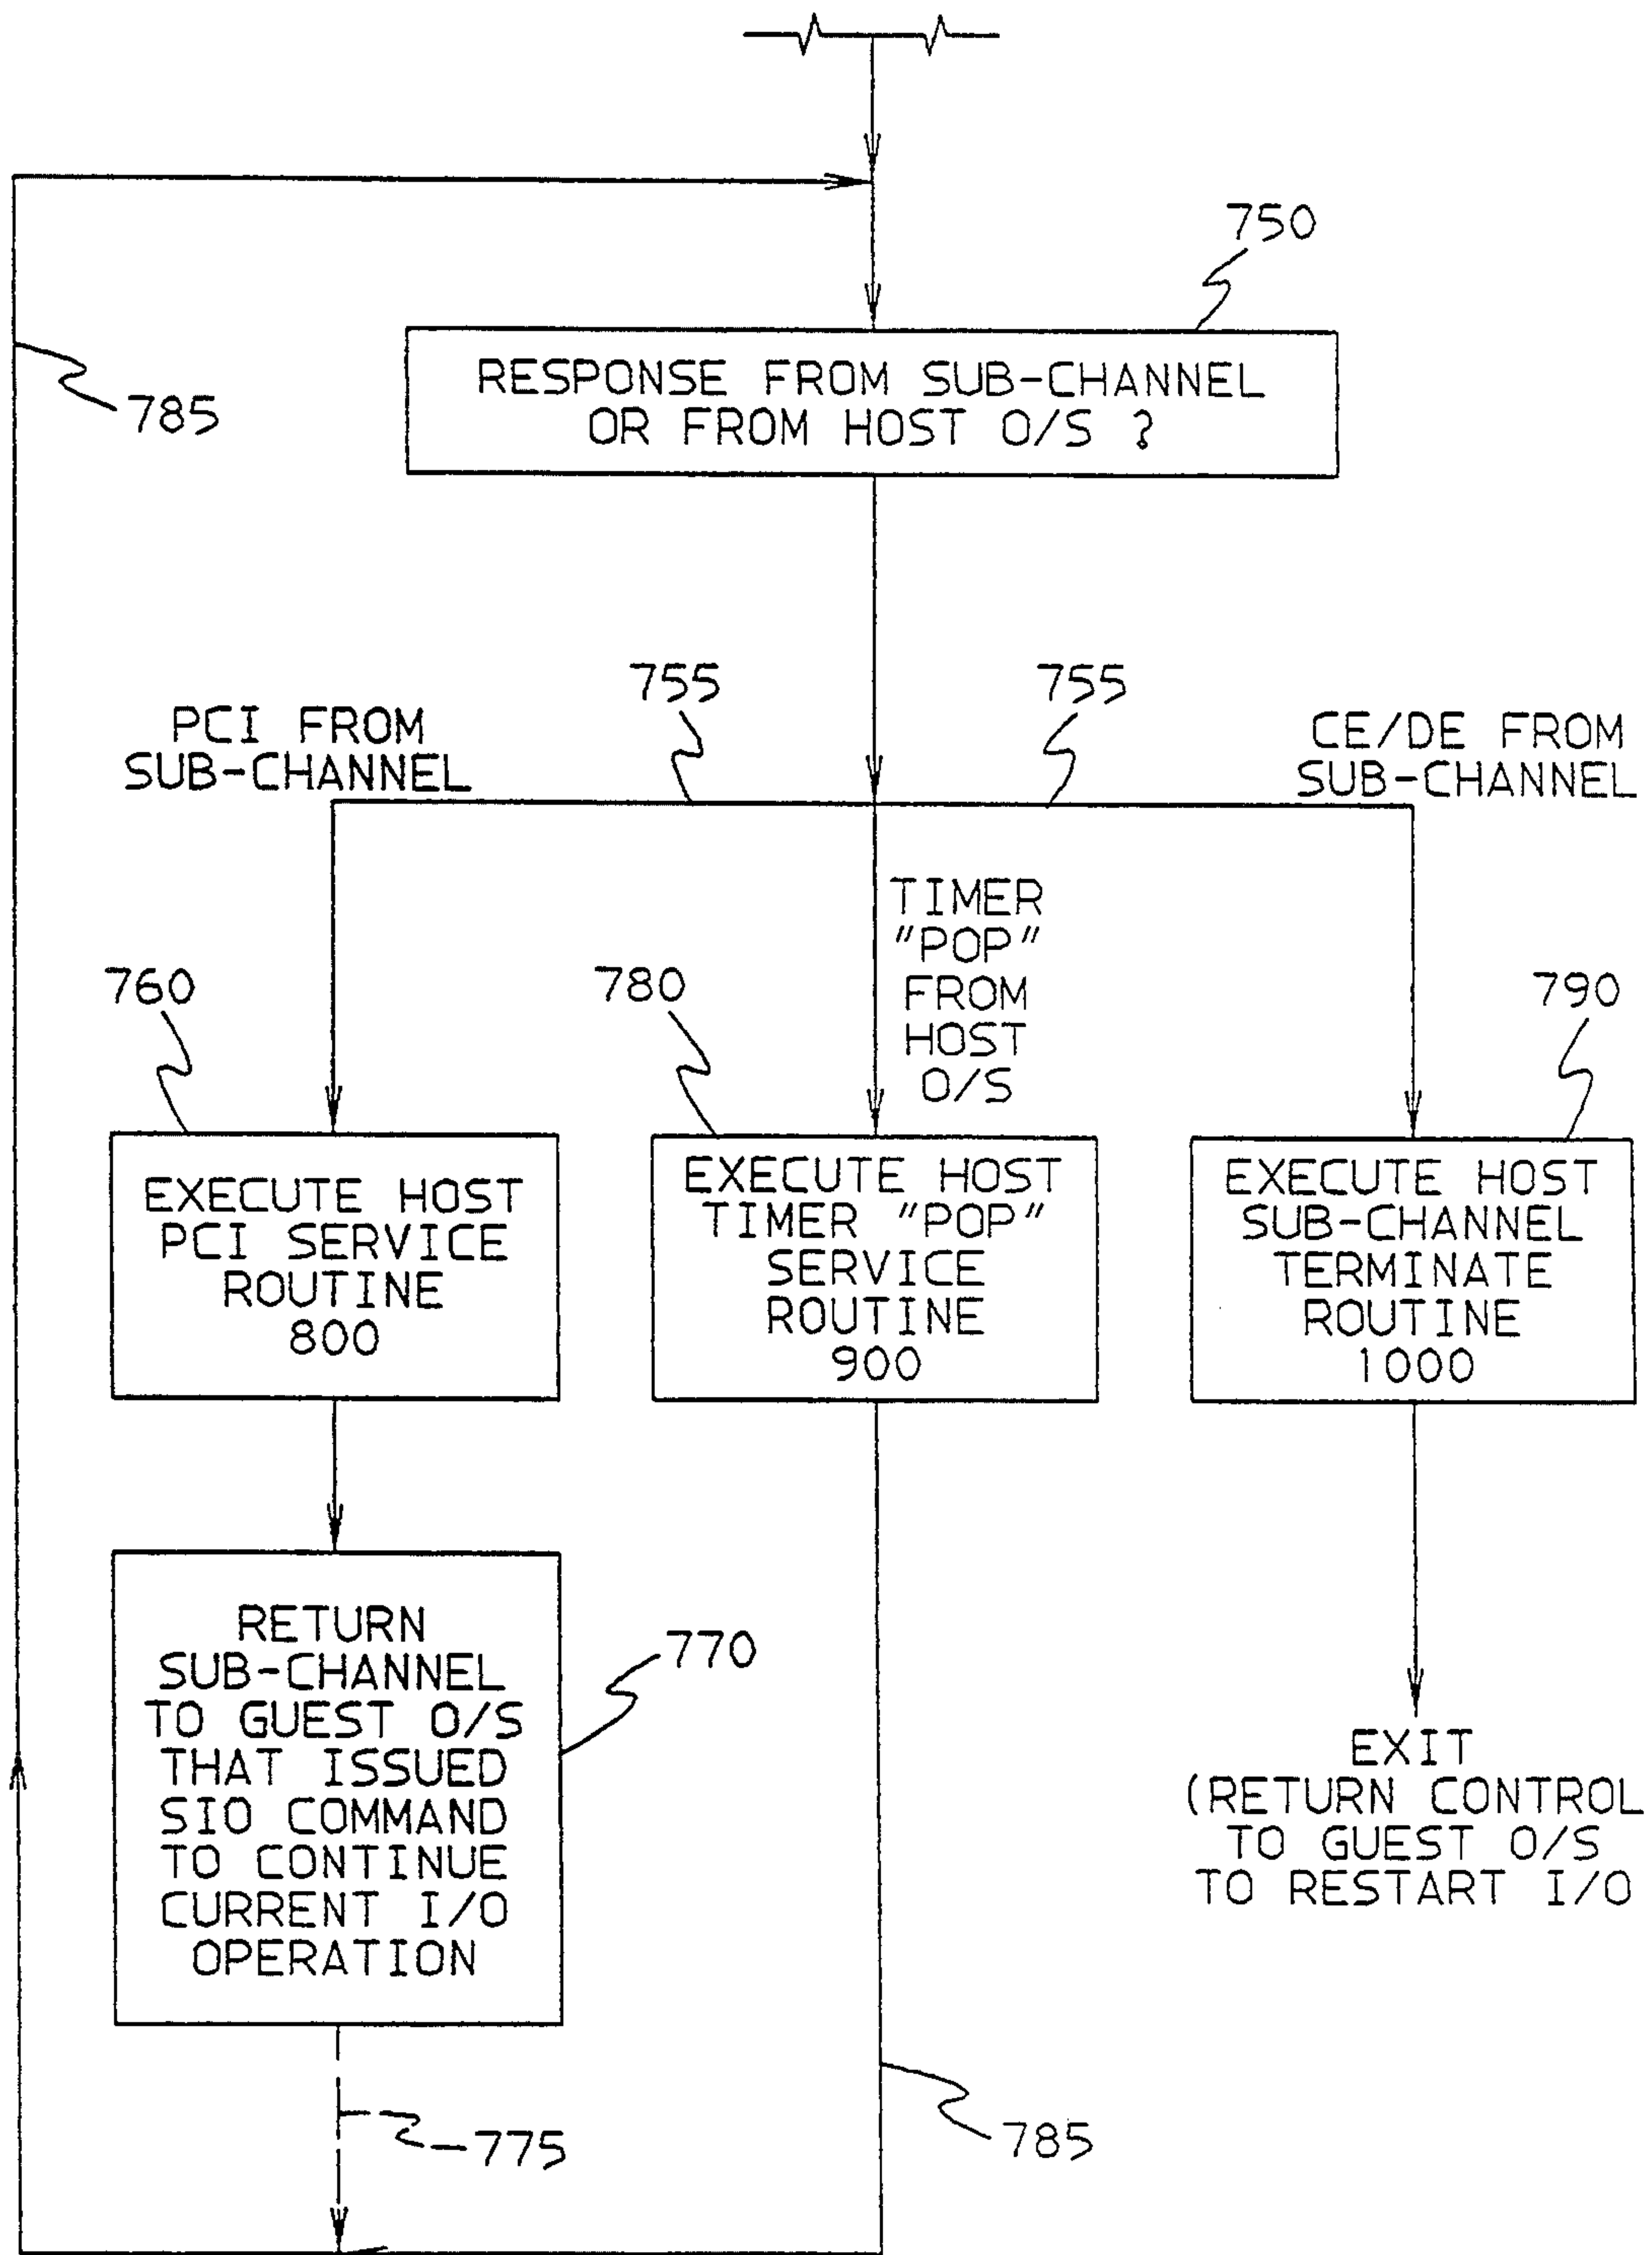 750
RESPONSE FROM SUB-CHANNEL
OR FROM HOST O/S ?
785
755
755
PCI FROM
SUB-CHANNEL
CE/DE FROM
SUB-CHANNEL
TIMER
"POP"
FROM
HOST
O/S
760
780
790
EXECUTE HOST
PCI SERVICE
ROUTINE
800
EXECUTE HOST
TIMER "POP"
SERVICE
ROUTINE
900
EXECUTE HOST
SUB-CHANNEL
TERMINATE
ROUTINE
1000
RETURN
SUB-CHANNEL
TO GUEST O/S
THAT ISSUED
SIO COMMAND
TO CONTINUE
CURRENT I/O
OPERATION
770
EXIT
(RETURN CONTROL
TO GUEST O/S
TO RESTART I/O
775
785